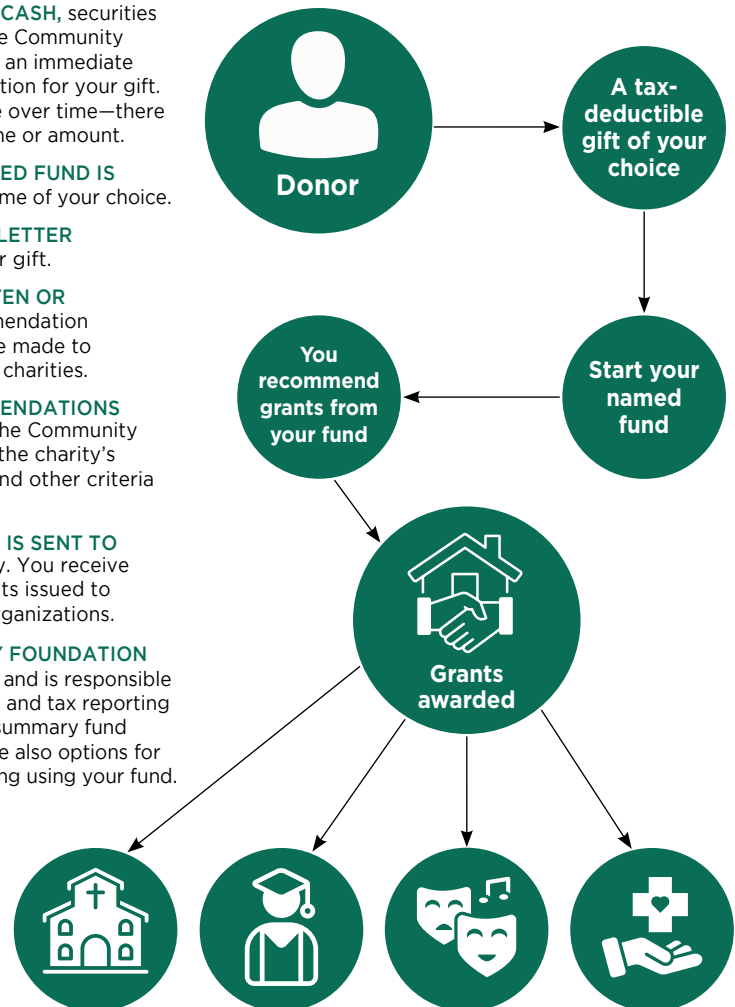 CASH, securities
e Community
an immediate
tion for your gift.
e over time—there
ne or amount.
ED FUND IS
me of your choice.
LETTER
r gift.
TEN OR
mendation
e made to
charities.
ENDATIONS
he Community
the charity's
nd other criteria
IS SENT TO
y. You receive
ts issued to
rganizations.
Y FOUNDATION
and is responsible
and tax reporting
summary fund
e also options for
ng using your fund.
Donor
A tax-
deductible
gift of your
choice
Start your
named
fund
You
recommend
grants from
your fund
Grants
awarded